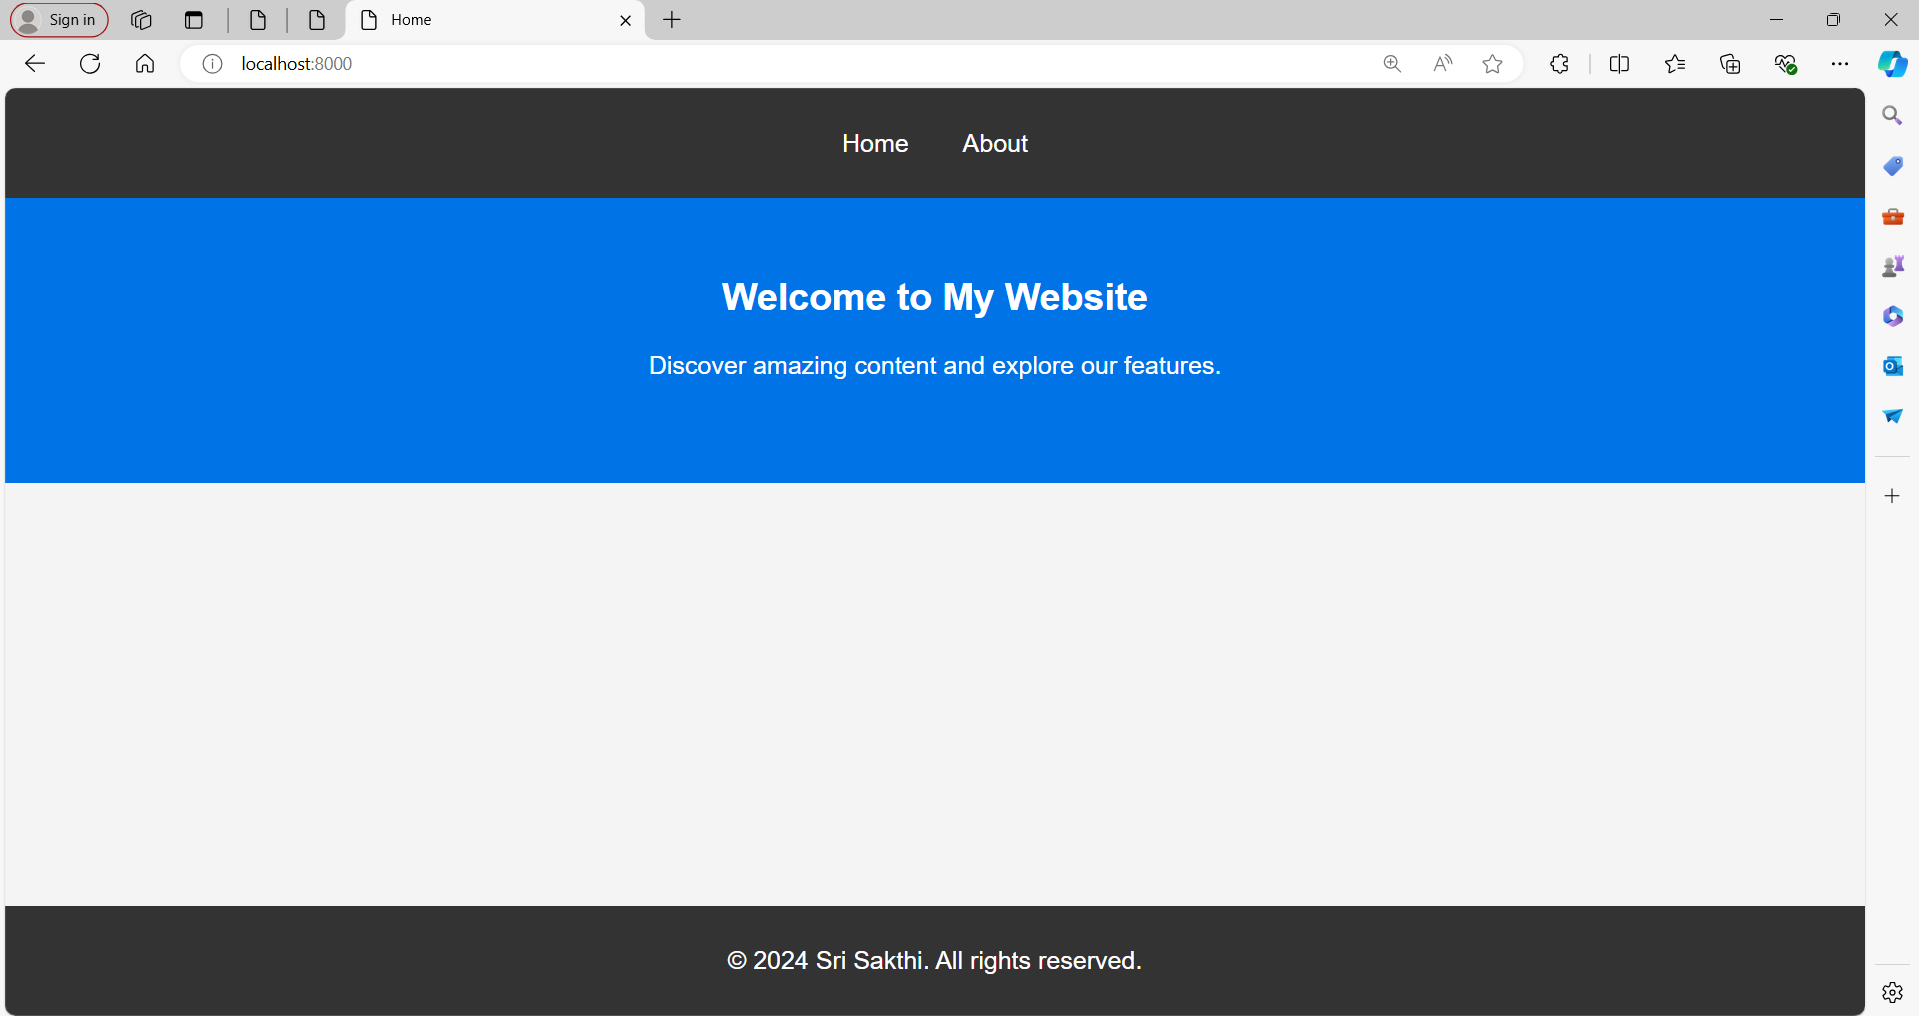 Sign in
Home
localhost:8000
Home About
Welcome to My Website
Discover amazing content and explore our features.
© 2024 Sri Sakthi. All rights reserved.